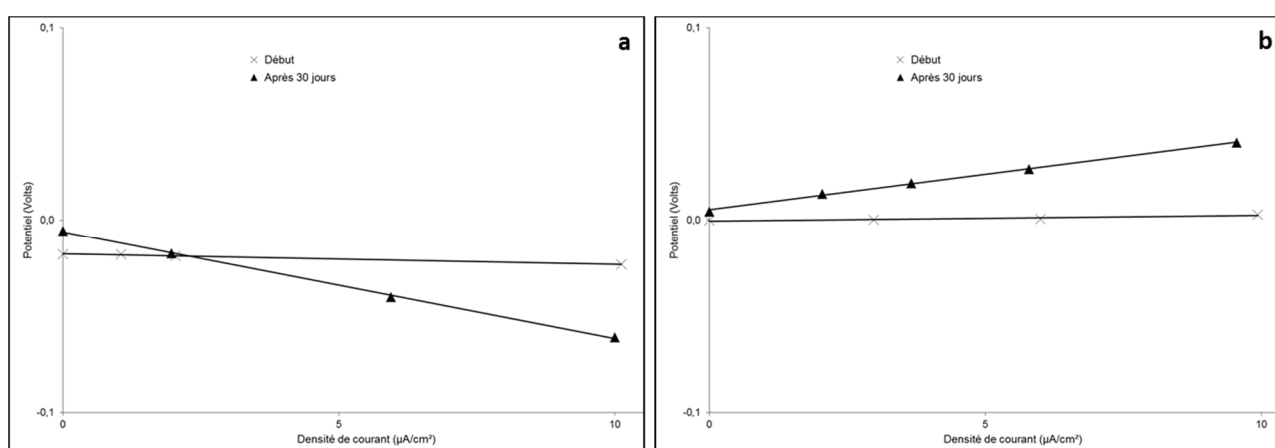 a
0,1
Début
Après 30 jours
Potentiel (Volts)
0,0
-0,1
0
5
10
Densité de courant (µA/cm²)
b
0,1
Début
Après 30 jours
Potentiel (Volts)
0,0
-0,1
0
5
10
Densité de courant (µA/cm²)